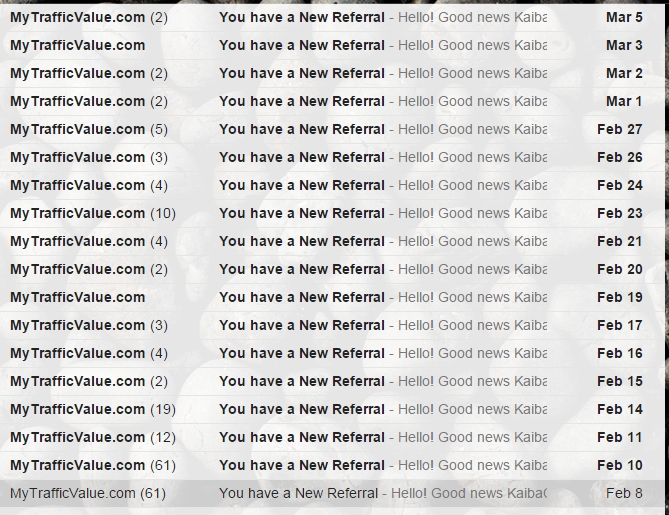 MyTrafficValue.com (2) You have a New Referral - Hello! Good news Kaiba Mar 5
MyTrafficValue.com You have a New Referral - Hello! Good news Kaiba Mar 3
MyTrafficValue.com (2) You have a New Referral - Hello! Good news Kaiba Mar 2
MyTrafficValue.com (2) You have a New Referral - Hello! Good news Kaiba Mar 1
MyTrafficValue.com (5) You have a New Referral - Hello! Good news Kaiba Feb 27
MyTrafficValue.com (3) You have a New Referral - Hello! Good news Kaiba Feb 26
MyTrafficValue.com (4) You have a New Referral - Hello! Good news Kaiba Feb 24
MyTrafficValue.com (10) You have a New Referral - Hello! Good news Kaiba Feb 23
MyTrafficValue.com (4) You have a New Referral - Hello! Good news Kaiba Feb 21
MyTrafficValue.com (2) You have a New Referral - Hello! Good news Kaiba Feb 20
MyTrafficValue.com You have a New Referral - Hello! Good news Kaiba Feb 19
MyTrafficValue.com (3) You have a New Referral - Hello! Good news Kaiba Feb 17
MyTrafficValue.com (4) You have a New Referral - Hello! Good news Kaiba Feb 16
MyTrafficValue.com (2) You have a New Referral - Hello! Good news Kaiba Feb 15
MyTrafficValue.com (19) You have a New Referral - Hello! Good news Kaiba Feb 14
MyTrafficValue.com (12) You have a New Referral - Hello! Good news Kaiba Feb 11
MyTrafficValue.com (61) You have a New Referral - Hello! Good news Kaiba Feb 10
MyTrafficValue.com (61) You have a New Referral - Hello! Good news Kaiba Feb 8